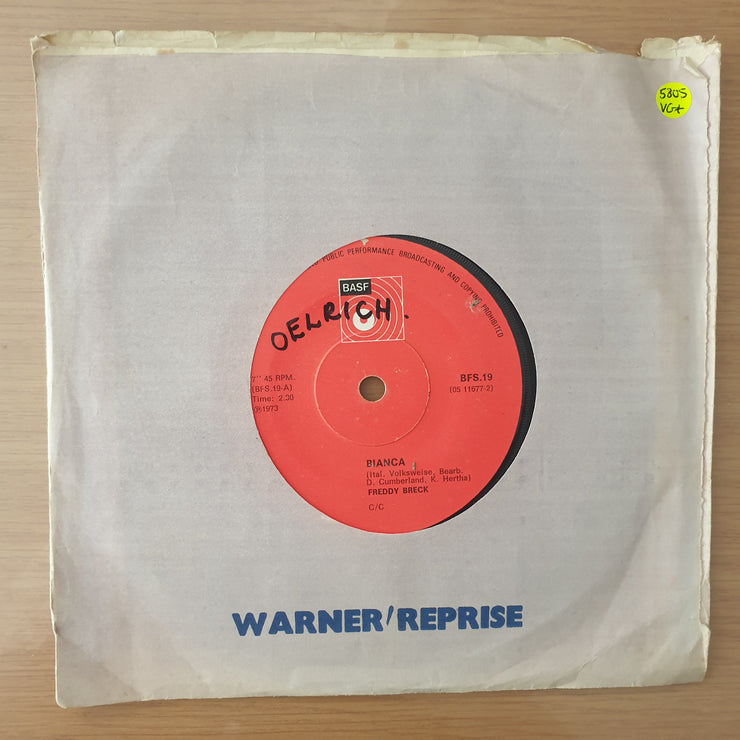 5805
VG+
PUBLIC PERFORMANCE BROADCASTING AND COPYING PROHIBITED
BASF
OELRICH.
7" 45 RPM.
(BFS.19-A)
Time: 2.30
℗1973
BFS.19
(05 11677-2)
BIANCA
(Ital. Volksweise, Bearb.
D. Cumberland, K. Hertha)
FREDDY BRECK
C/C
WARNER/REPRISE